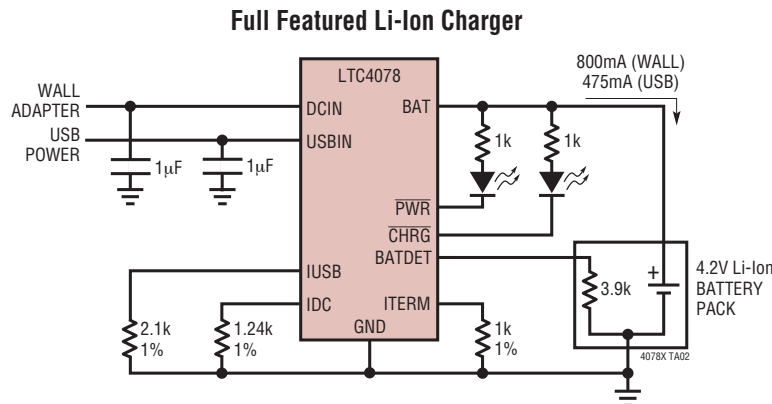 Full Featured Li-Ion Charger
800mA (WALL)
475mA (USB)
LTC4078
WALL
ADAPTER
DCIN
BAT
USB
POWER
USBIN
1k
1k
1μF
1μF
PWR
CHRG
BATDET
IUSB
3.9k
+
4.2V Li-Ion
BATTERY
PACK
IDC
ITERM
2.1k
1%
1.24k
1%
GND
1k
1%
4078X TA02